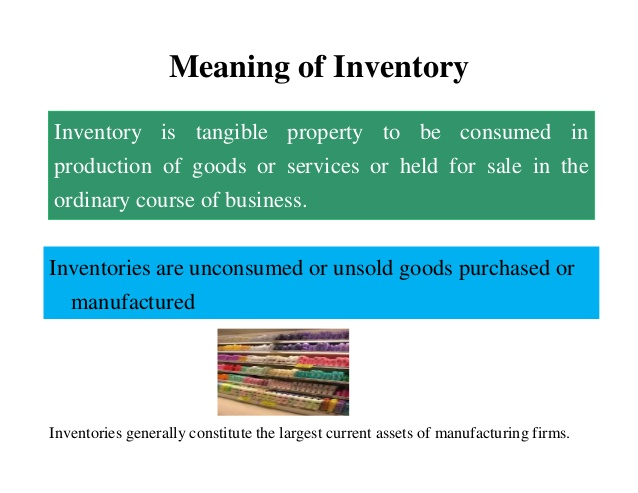 Meaning of Inventory
Inventory is tangible property to be consumed in
production of goods or services or held for sale in the
ordinary course of business.
Inventories are unconsumed or unsold goods purchased or
manufactured
Inventories generally constitute the largest current assets of manufacturing firms.